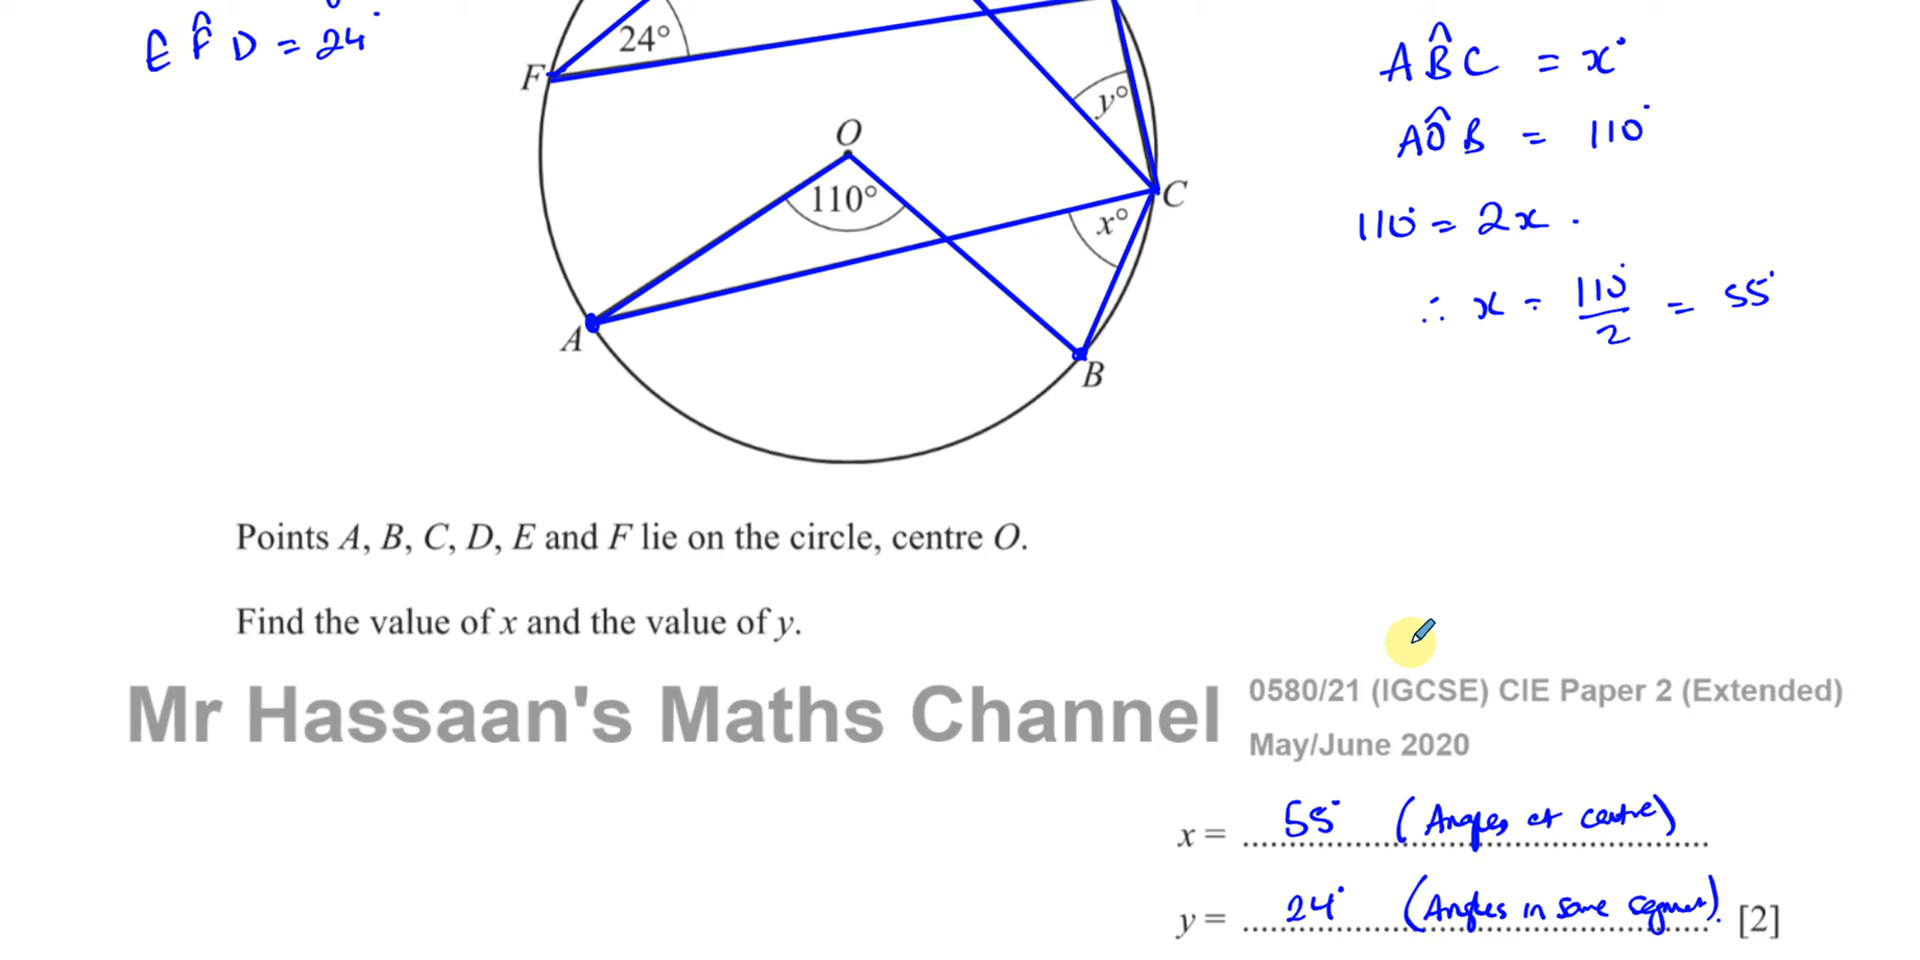 EF̂D = 24°
24°
F
AB̂C = x°
y°
O
AÔB = 110°
110°
C
x°
110° = 2x.
∴ x = 110°/2 = 55°
A
B
Points A, B, C, D, E and F lie on the circle, centre O.
Find the value of x and the value of y.
Mr Hassaan's Maths Channel
0580/21 (IGCSE) CIE Paper 2 (Extended)
May/June 2020
x = 55° (Angles at centre)
y = 24° (Angles in same segment). [2]